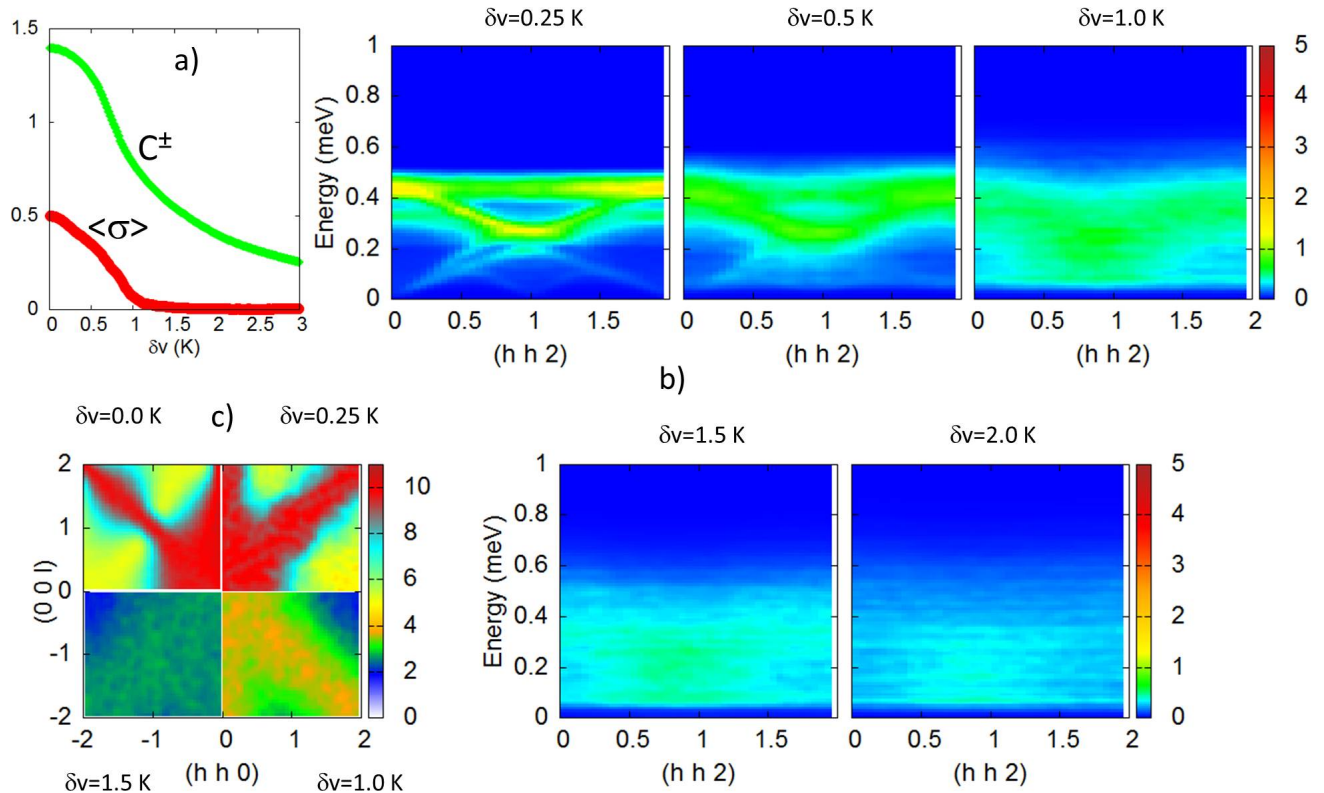 a)
1.5
1
0.5
0
C±
<σ>
0 0.5 1 1.5 2 2.5 3
δv (K)
δv=0.25 K δv=0.5 K δv=1.0 K
Energy (meV)
1
0.8
0.6
0.4
0.2
0
0 0.5 1 1.5
0 0.5 1 1.5
0 0.5 1 1.5 2
(h h 2) (h h 2) (h h 2)
5
4
3
2
1
0
b)
c)
δv=0.0 K δv=0.25 K
(0 0 l)
2
1
0
-1
-2
-2 -1 0 1 2
(h h 0)
10
8
6
4
2
0
δv=1.5 K δv=1.0 K
δv=1.5 K δv=2.0 K
Energy (meV)
1
0.8
0.6
0.4
0.2
0
0 0.5 1 1.5
0 0.5 1 1.5 2
(h h 2) (h h 2)
5
4
3
2
1
0